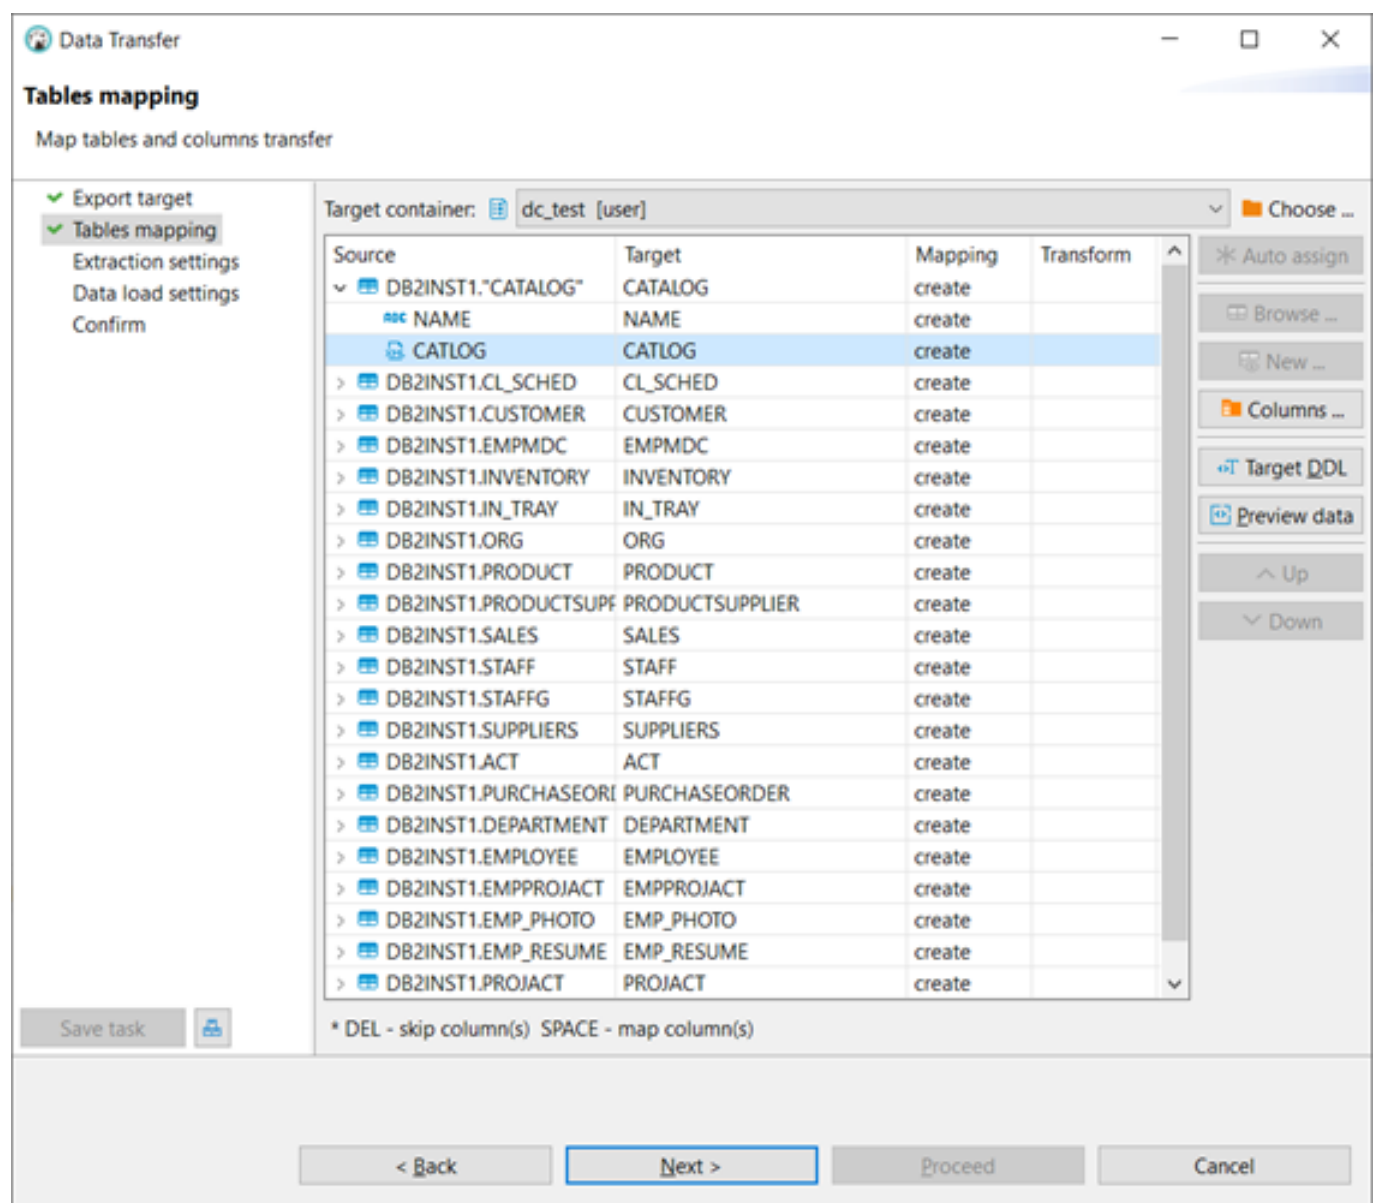 Data Transfer
Tables mapping
Map tables and columns transfer
Export target
Tables mapping
Extraction settings
Data load settings
Confirm
Target container: dc_test [user] Choose ...
Source Target Mapping Transform
DB2INST1."CATALOG" CATALOG create
ABC NAME NAME create
CATLOG CATLOG create
DB2INST1.CL_SCHED CL_SCHED create
DB2INST1.CUSTOMER CUSTOMER create
DB2INST1.EMPMDC EMPMDC create
DB2INST1.INVENTORY INVENTORY create
DB2INST1.IN_TRAY IN_TRAY create
DB2INST1.ORG ORG create
DB2INST1.PRODUCT PRODUCT create
DB2INST1.PRODUCTSUPP PRODUCTSUPPLIER create
DB2INST1.SALES SALES create
DB2INST1.STAFF STAFF create
DB2INST1.STAFFG STAFFG create
DB2INST1.SUPPLIERS SUPPLIERS create
DB2INST1.ACT ACT create
DB2INST1.PURCHASEORD PURCHASEORDER create
DB2INST1.DEPARTMENT DEPARTMENT create
DB2INST1.EMPLOYEE EMPLOYEE create
DB2INST1.EMPPROJACT EMPPROJACT create
DB2INST1.EMP_PHOTO EMP_PHOTO create
DB2INST1.EMP_RESUME EMP_RESUME create
DB2INST1.PROJACT PROJACT create
Auto assign
Browse ...
New ...
Columns ...
Target DDL
Preview data
Up
Down
Save task
* DEL - skip column(s) SPACE - map column(s)
< Back Next > Proceed Cancel